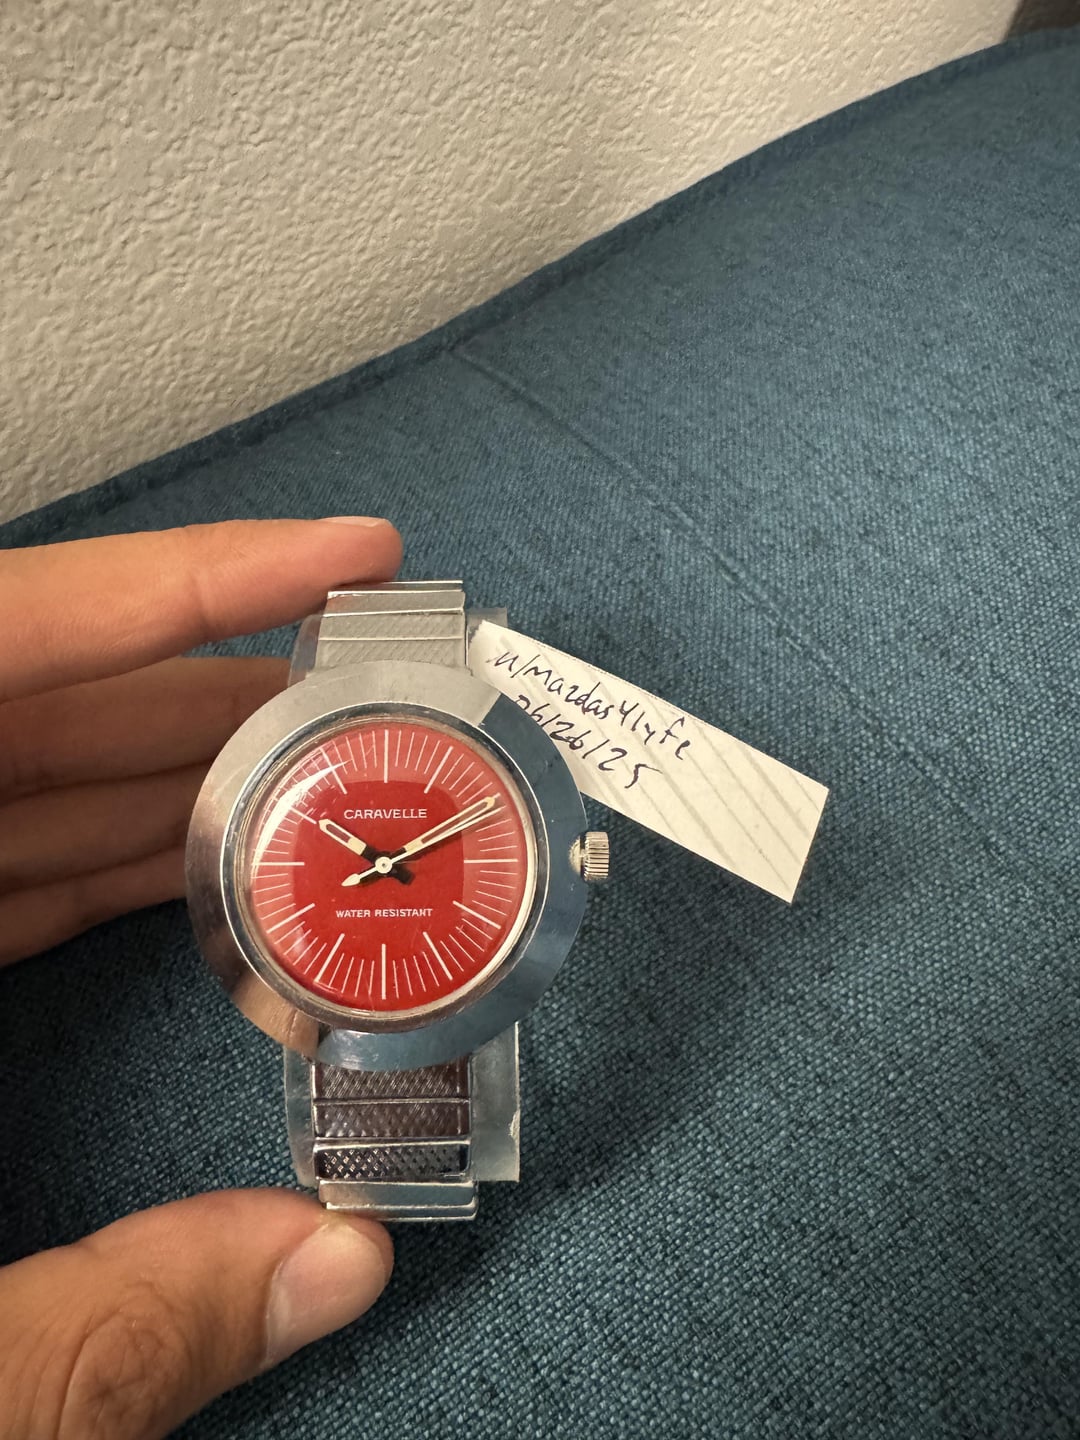 u/mazdas4lyfe
06/26/25
CARAVELLE
WATER RESISTANT